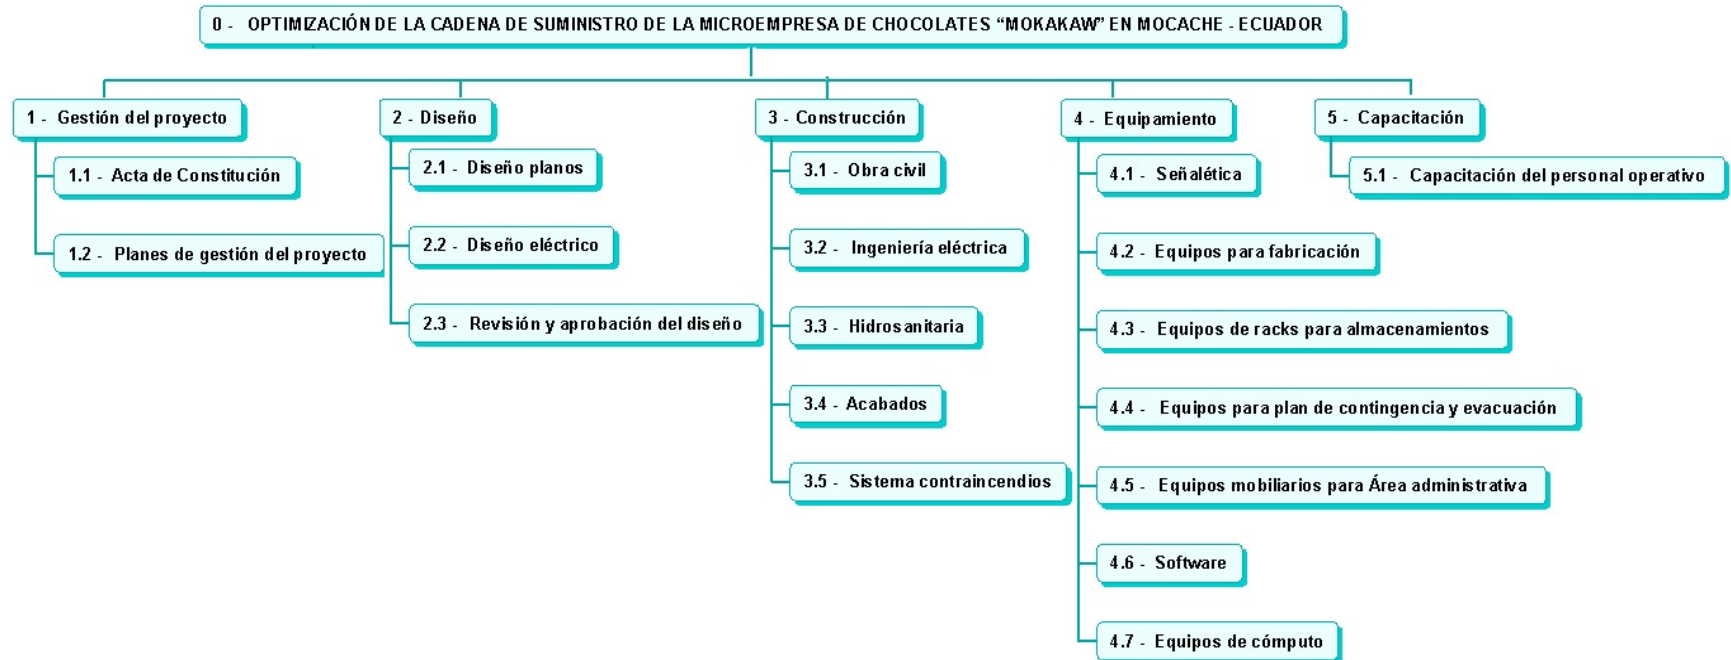 0 - OPTIMIZACIÓN DE LA CADENA DE SUMINISTRO DE LA MICROEMPRESA DE CHOCOLATES “MOKAKAW” EN MOCACHE - ECUADOR
1 - Gestión del proyecto
1.1 - Acta de Constitución
1.2 - Planes de gestión del proyecto
2 - Diseño
2.1 - Diseño planos
2.2 - Diseño eléctrico
2.3 - Revisión y aprobación del diseño
3 - Construcción
3.1 - Obra civil
3.2 - Ingeniería eléctrica
3.3 - Hidrosanitaria
3.4 - Acabados
3.5 - Sistema contraincendios
4 - Equipamiento
4.1 - Señalética
4.2 - Equipos para fabricación
4.3 - Equipos de racks para almacenamientos
4.4 - Equipos para plan de contingencia y evacuación
4.5 - Equipos mobiliarios para Área administrativa
4.6 - Software
4.7 - Equipos de cómputo
5 - Capacitación
5.1 - Capacitación del personal operativo